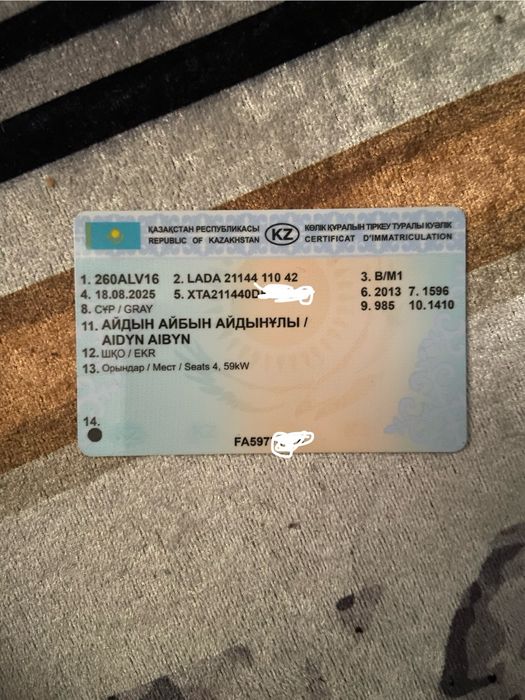 ҚАЗАҚСТАН РЕСПУБЛИКАСЫ
REPUBLIC OF KAZAKHSTAN
KZ
КӨЛІК ҚҰРАЛЫН ТІРКЕУ ТУРАЛЫ КУӘЛІК
CERTIFICAT D'IMMATRICULATION
1. 260ALV16 2. LADA 21144 110 42 3. B/M1
4. 18.08.2025 5. XTA211440D 6. 2013 7. 1596
8. СҰР / GRAY 9. 985 10. 1410
11. АЙДЫН АЙБЫН АЙДЫНҰЛЫ /
AIDYN AIBYN
12. ШҚО / EKR
13. Орындар / Мест / Seats 4, 59kW
14.
FA597